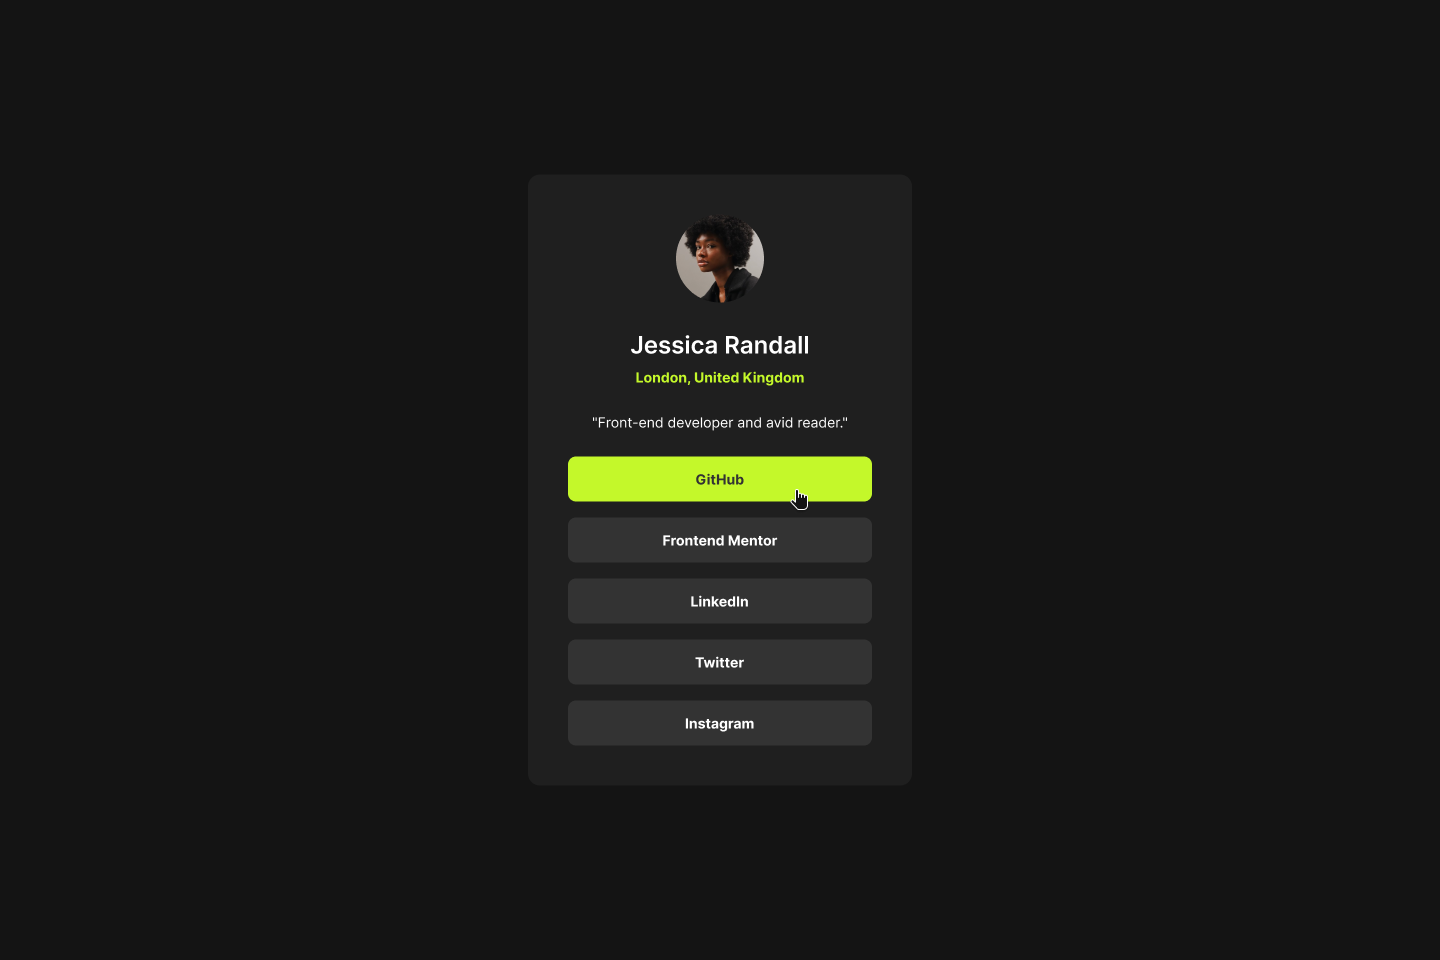 Jessica Randall
London, United Kingdom
"Front-end developer and avid reader."
GitHub
Frontend Mentor
LinkedIn
Twitter
Instagram